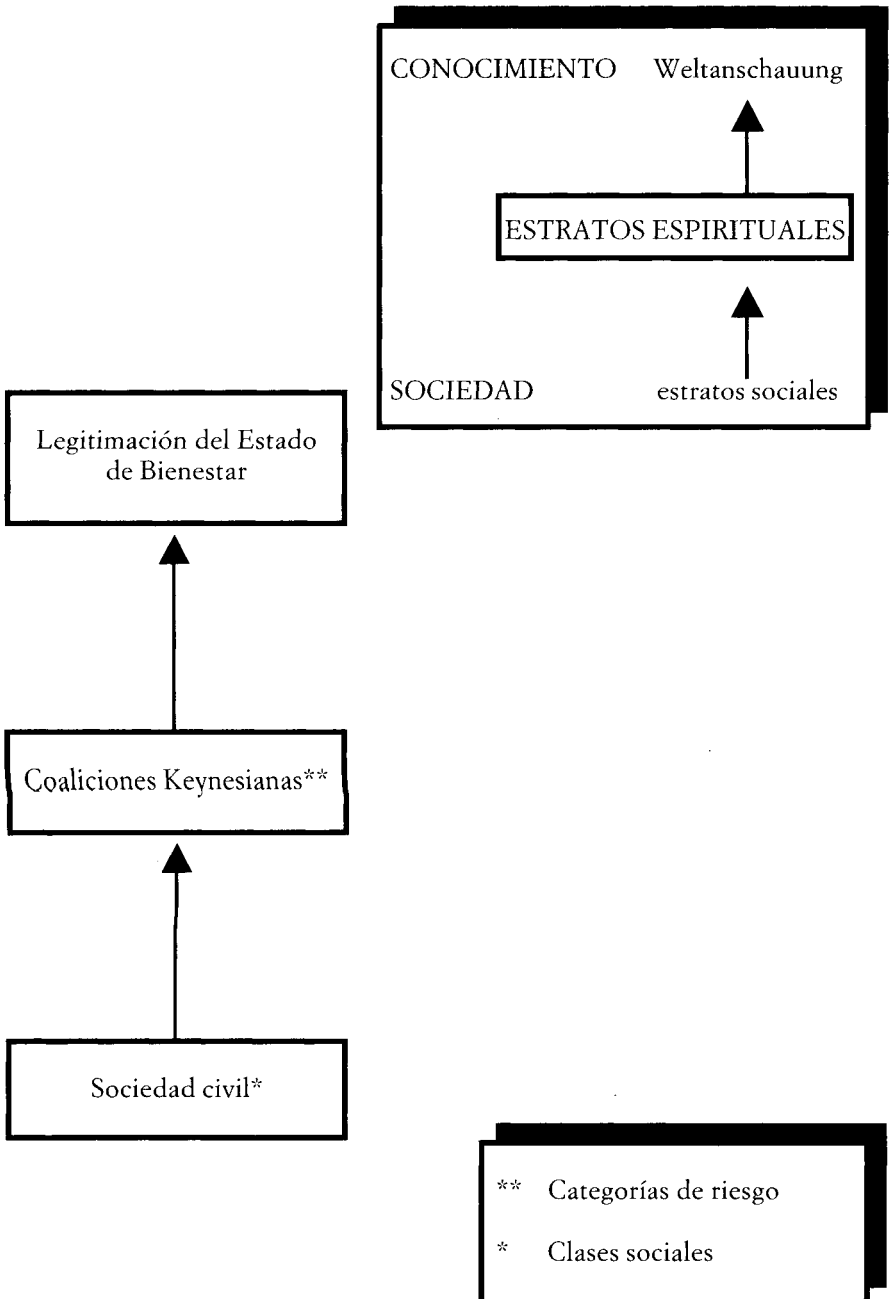 CONOCIMIENTO Weltanschauung
ESTRATOS ESPIRITUALES
SOCIEDAD estratos sociales
Legitimación del Estado
de Bienestar
Coaliciones Keynesianas**
Sociedad civil*
** Categorías de riesgo
* Clases sociales